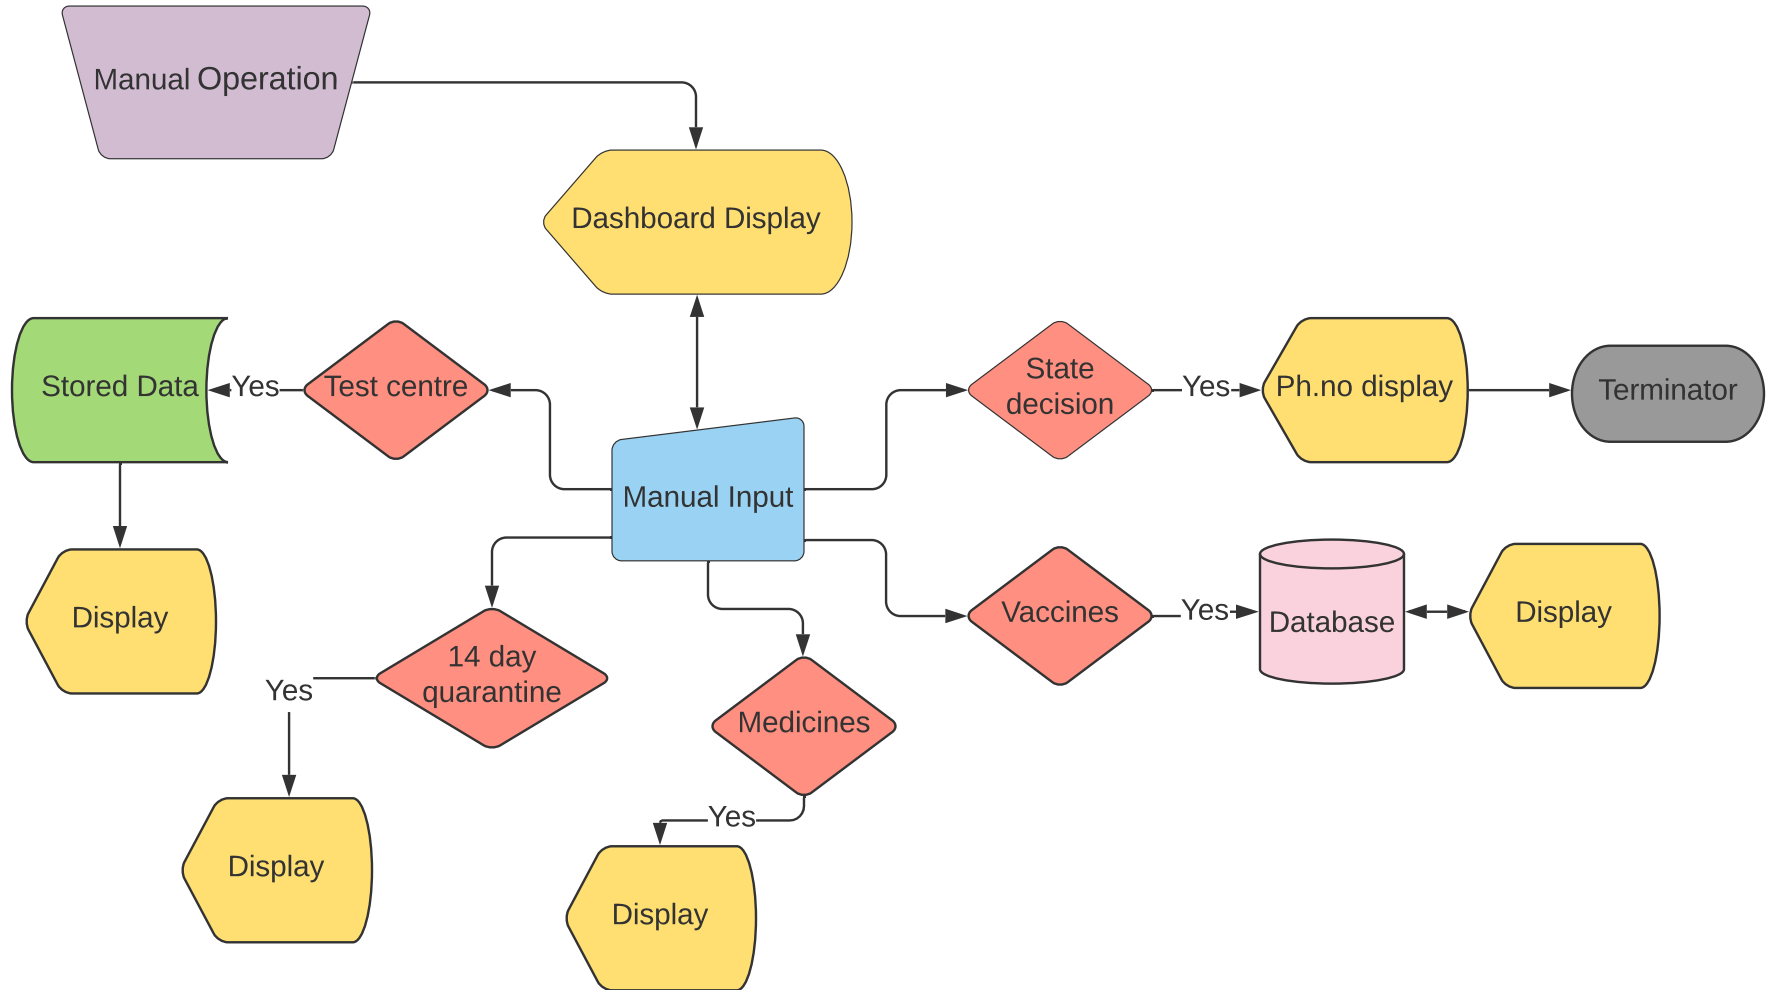 Manual Operation
Dashboard Display
Stored Data
Yes
Test centre
State
decision
Yes
Ph.no display
Terminator
Manual Input
Display
14 day
quarantine
Yes
Vaccines
Yes
Database
Display
Medicines
Yes
Display
Display